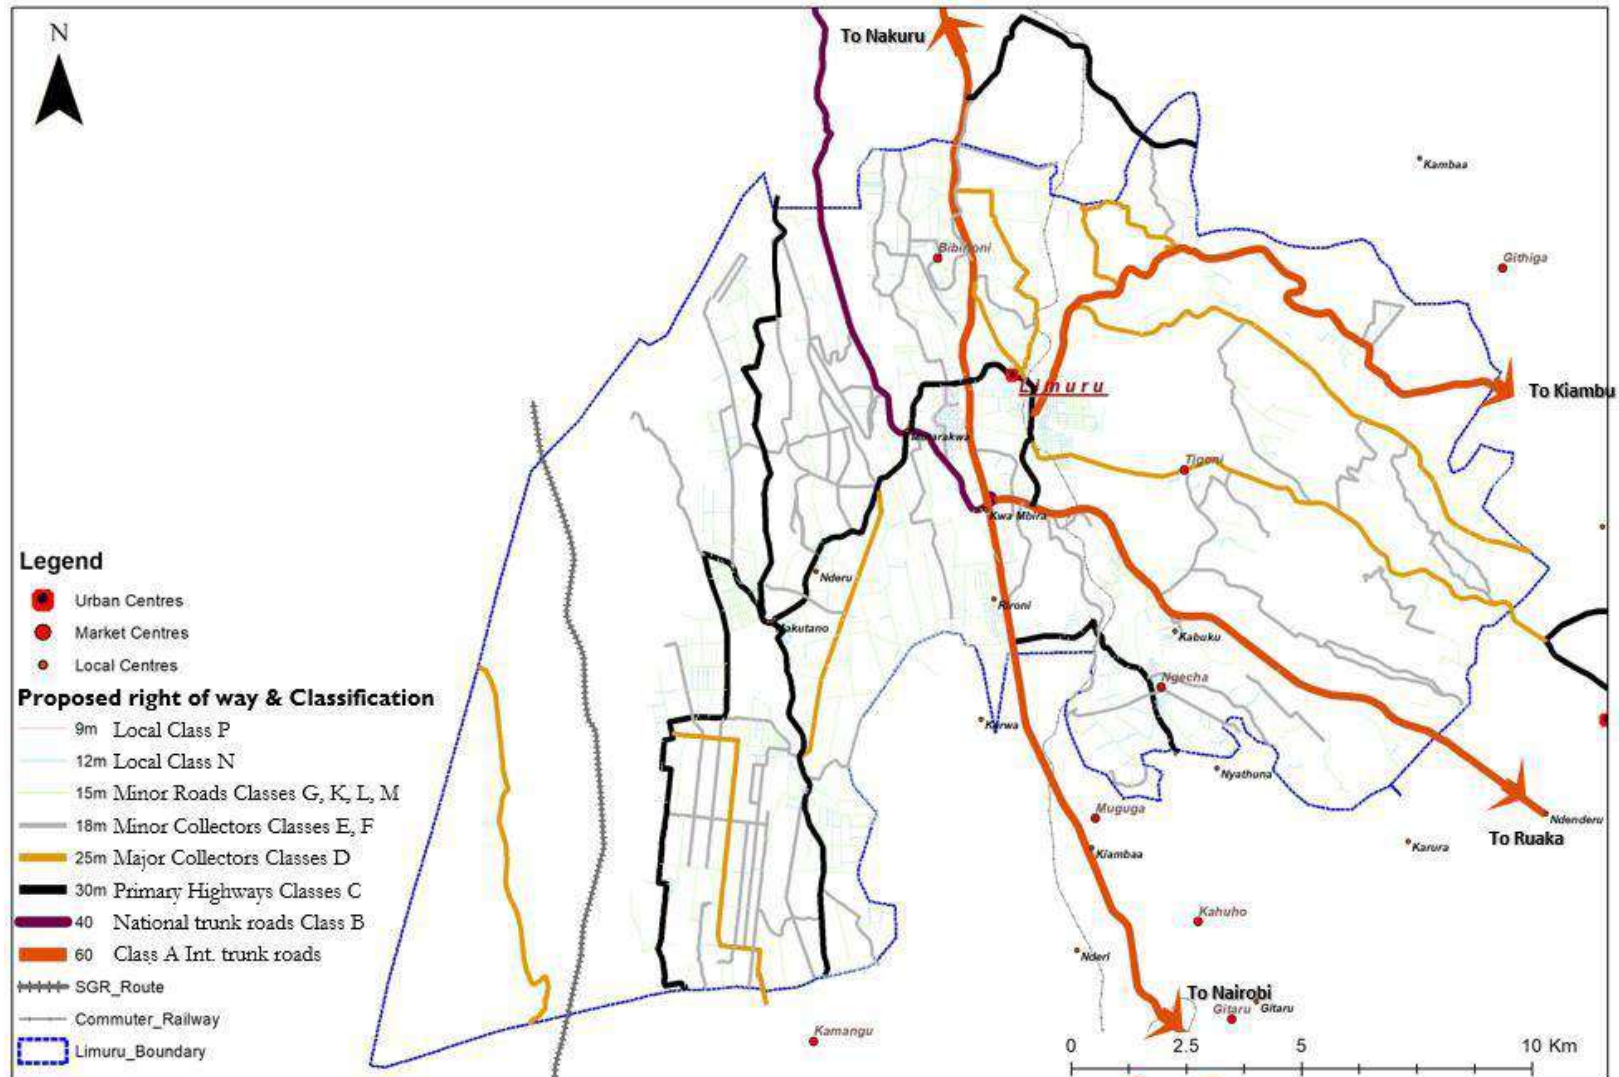 N
To Nakuru
Kambaa
Bibirioni
Githiga
Limuru
To Kiambu
Tigoni
Kwa Mbira
Nderu
Rironi
Makutano
Kabuku
Ngecha
Karwa
Nyathuna
Muguga
Ndenderu
To Ruaka
Kiambaa
Karura
Kahuho
Nderi
To Nairobi
Gitaru
Gitaru
Kamangu
Legend
Urban Centres
Market Centres
Local Centres
Proposed right of way & Classification
9m Local Class P
12m Local Class N
15m Minor Roads Classes G, K, L, M
18m Minor Collectors Classes E, F
25m Major Collectors Classes D
30m Primary Highways Classes C
40 National trunk roads Class B
60 Class A Int. trunk roads
SGR_Route
Commuter_Railway
Limuru_Boundary
0 2.5 5 10 Km